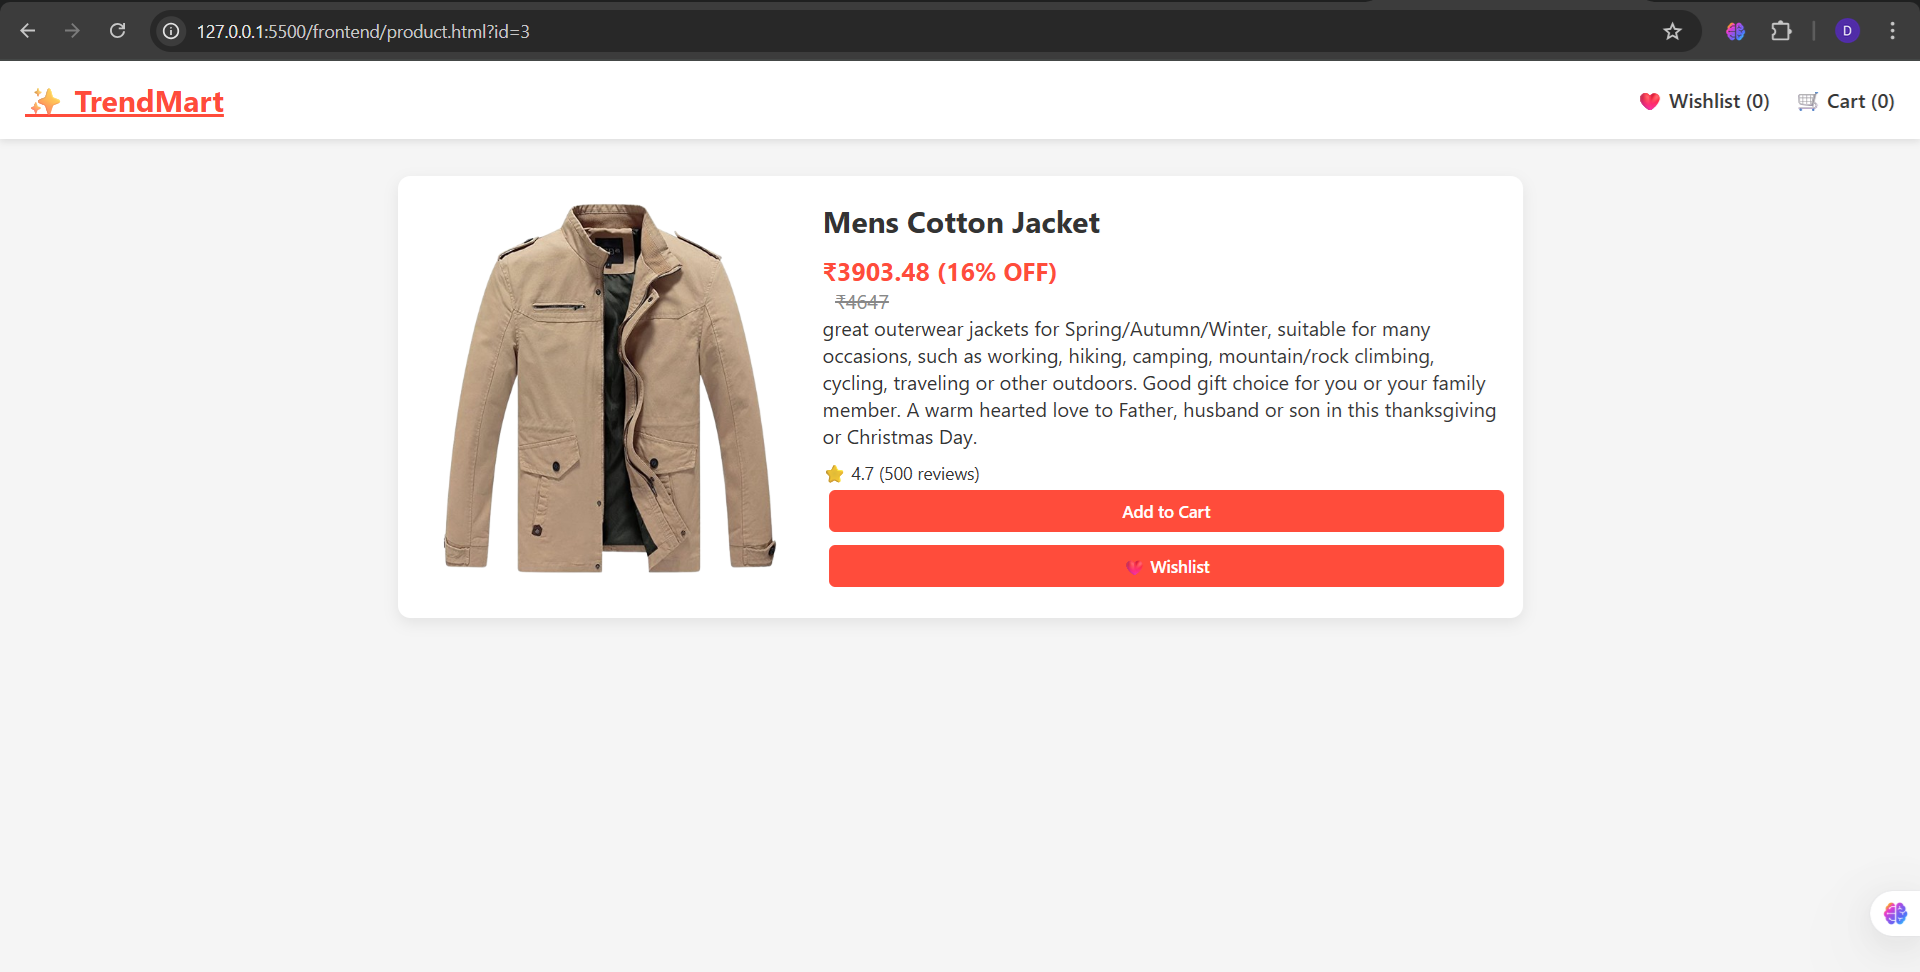 127.0.0.1:5500/frontend/product.html?id=3
D
✨ TrendMart
Wishlist (0)
Cart (0)
Mens Cotton Jacket
₹3903.48 (16% OFF)
₹4647
great outerwear jackets for Spring/Autumn/Winter, suitable for many
occasions, such as working, hiking, camping, mountain/rock climbing,
cycling, traveling or other outdoors. Good gift choice for you or your family
member. A warm hearted love to Father, husband or son in this thanksgiving
or Christmas Day.
⭐ 4.7 (500 reviews)
Add to Cart
Wishlist